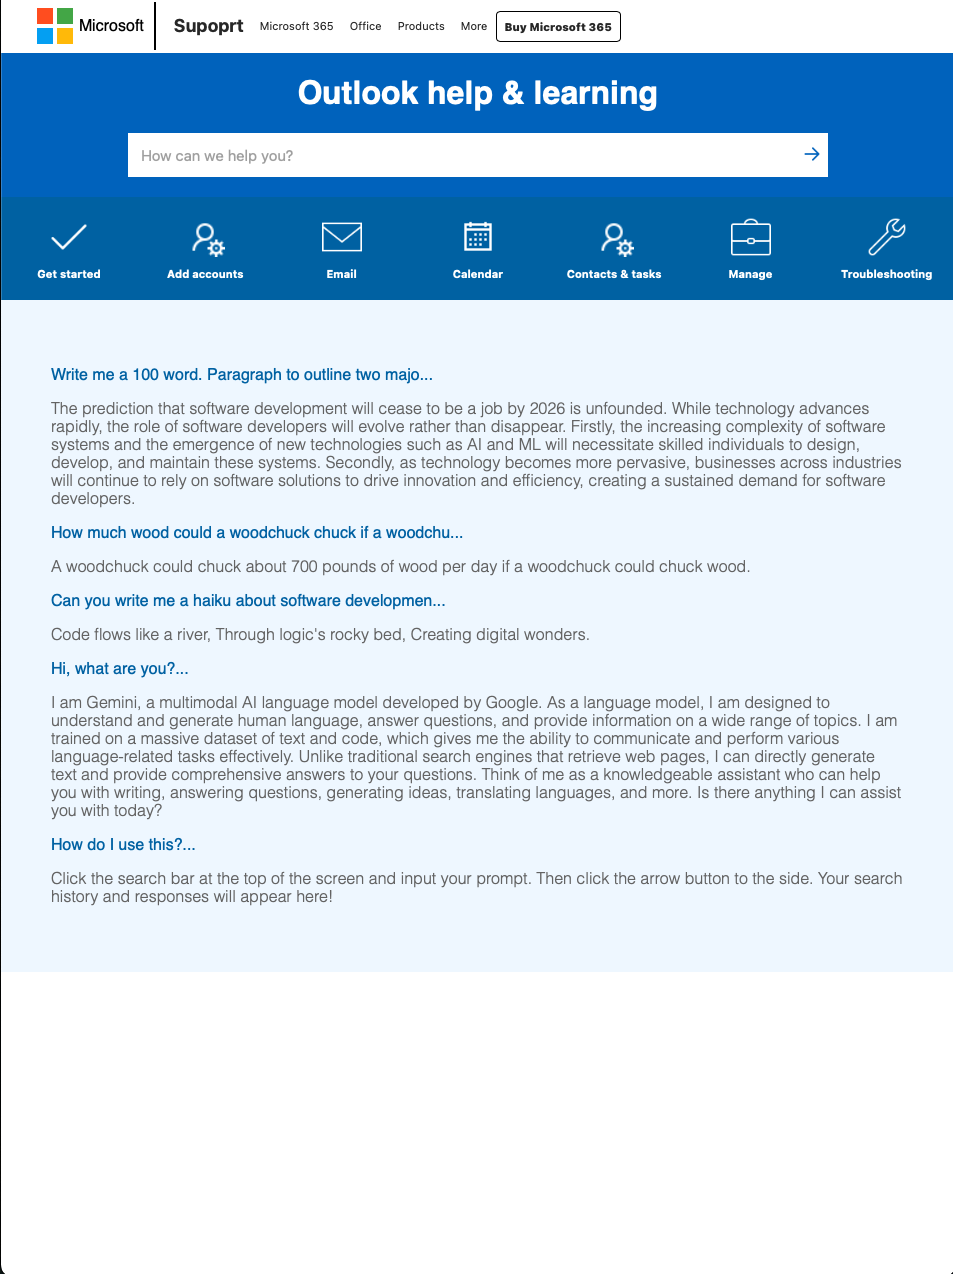 Microsoft Supoprt Microsoft 365 Office Products More Buy Microsoft 365
Outlook help & learning
How can we help you?
Get started Add accounts Email Calendar Contacts & tasks Manage Troubleshooting
Write me a 100 word. Paragraph to outline two majo...
The prediction that software development will cease to be a job by 2026 is unfounded. While technology advances
rapidly, the role of software developers will evolve rather than disappear. Firstly, the increasing complexity of software
systems and the emergence of new technologies such as AI and ML will necessitate skilled individuals to design,
develop, and maintain these systems. Secondly, as technology becomes more pervasive, businesses across industries
will continue to rely on software solutions to drive innovation and efficiency, creating a sustained demand for software
developers.
How much wood could a woodchuck chuck if a woodchu...
A woodchuck could chuck about 700 pounds of wood per day if a woodchuck could chuck wood.
Can you write me a haiku about software developmen...
Code flows like a river, Through logic's rocky bed, Creating digital wonders.
Hi, what are you?...
I am Gemini, a multimodal AI language model developed by Google. As a language model, I am designed to
understand and generate human language, answer questions, and provide information on a wide range of topics. I am
trained on a massive dataset of text and code, which gives me the ability to communicate and perform various
language-related tasks effectively. Unlike traditional search engines that retrieve web pages, I can directly generate
text and provide comprehensive answers to your questions. Think of me as a knowledgeable assistant who can help
you with writing, answering questions, generating ideas, translating languages, and more. Is there anything I can assist
you with today?
How do I use this?...
Click the search bar at the top of the screen and input your prompt. Then click the arrow button to the side. Your search
history and responses will appear here!